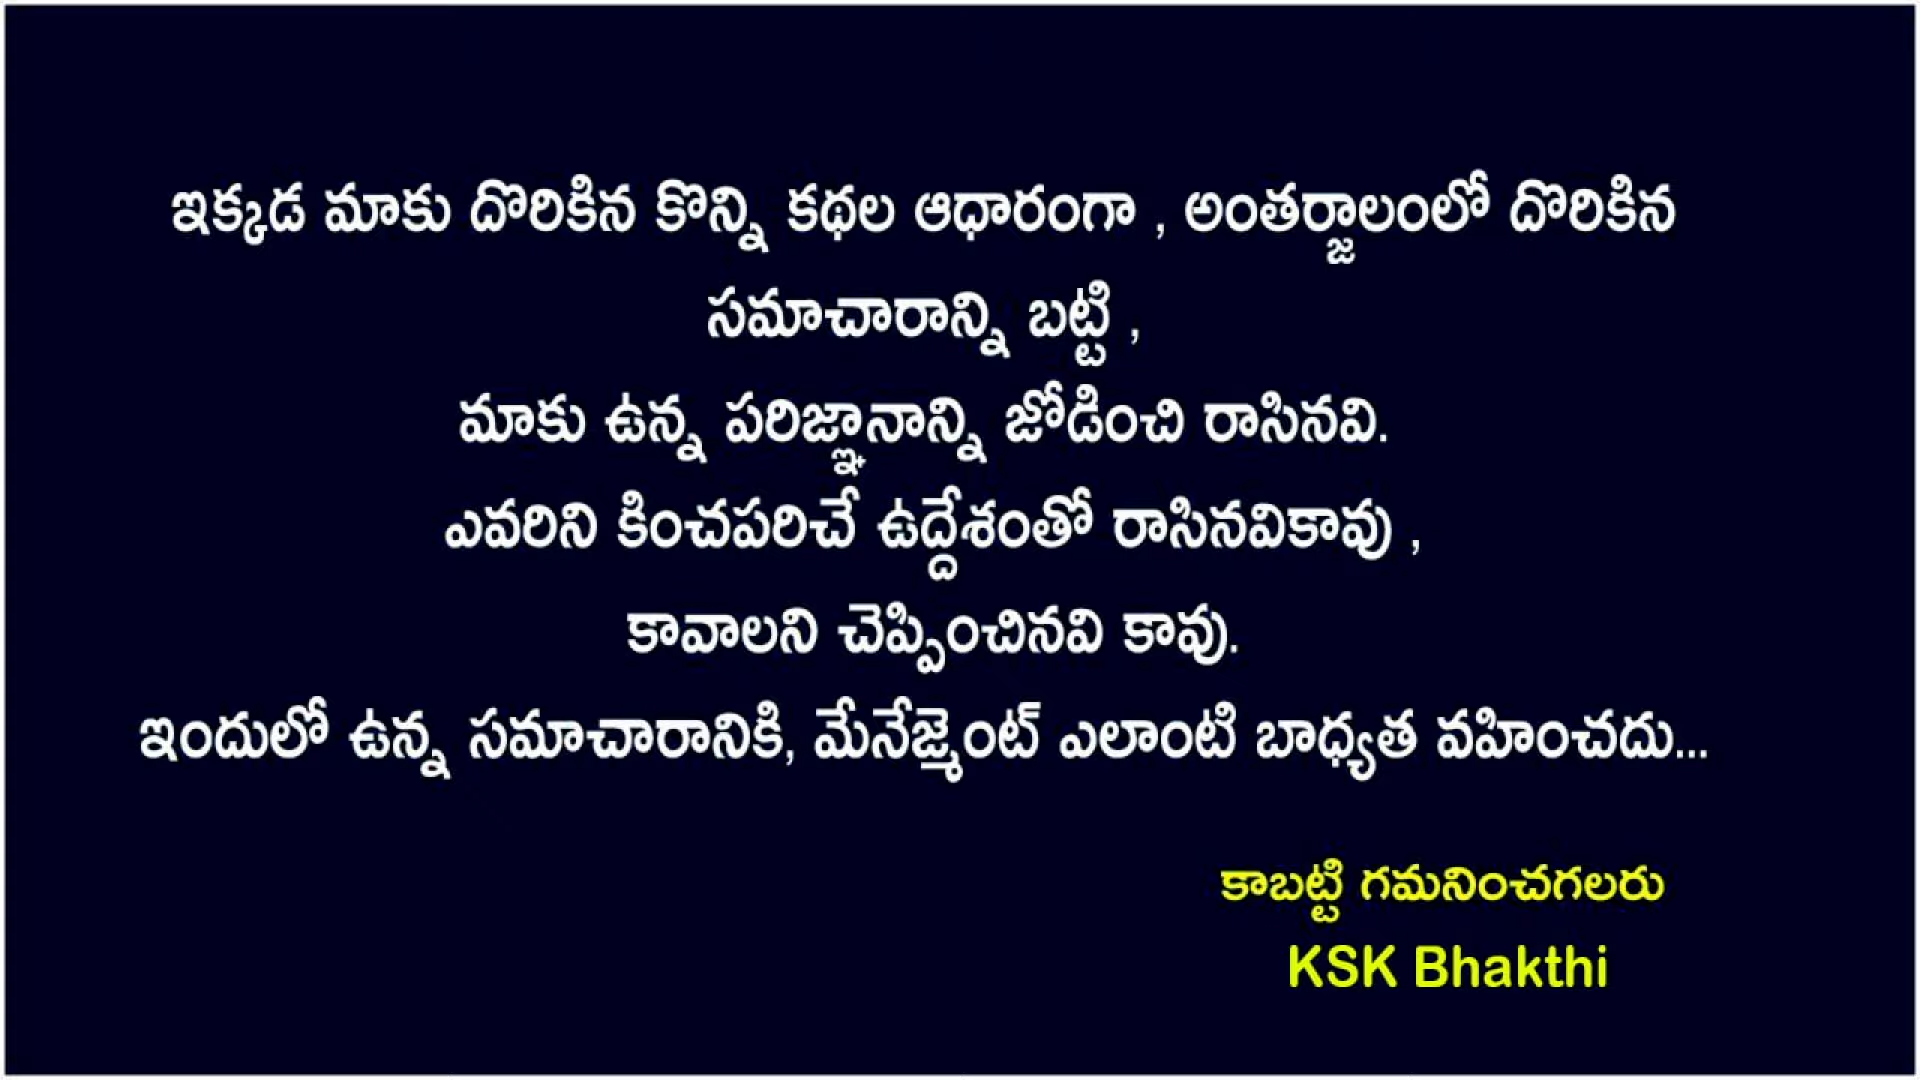 ఇక్కడ మాకు దొరికిన కొన్ని కథల ఆధారంగా , అంతర్జాలంలో దొరికిన
సమాచారాన్ని బట్టి ,
మాకు ఉన్న పరిజ్ఞానాన్ని జోడించి రాసినవి.
ఎవరిని కించపరిచే ఉద్దేశంతో రాసినవికావు ,
కావాలని చెప్పించినవి కావు.
ఇందులో ఉన్న సమాచారానికి, మేనేజ్మెంట్ ఎలాంటి బాధ్యత వహించదు...
కాబట్టి గమనించగలరు
KSK Bhakthi